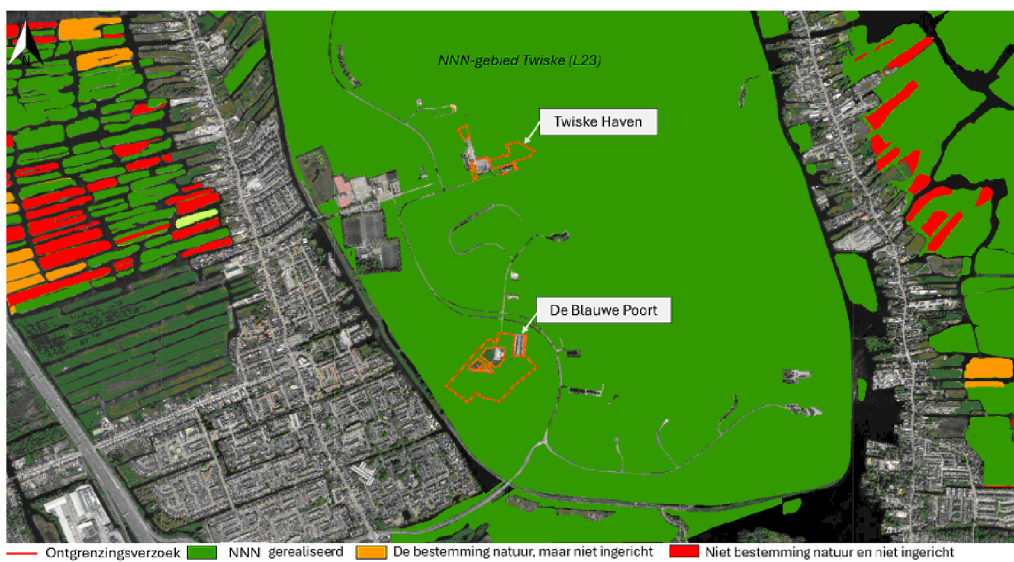 N
NNN-gebied Twiske (L23)
Twiske Haven
De Blauwe Poort
Ontgrenzingsverzoek NNN gerealiseerd De bestemming natuur, maar niet ingericht Niet bestemming natuur en niet ingericht